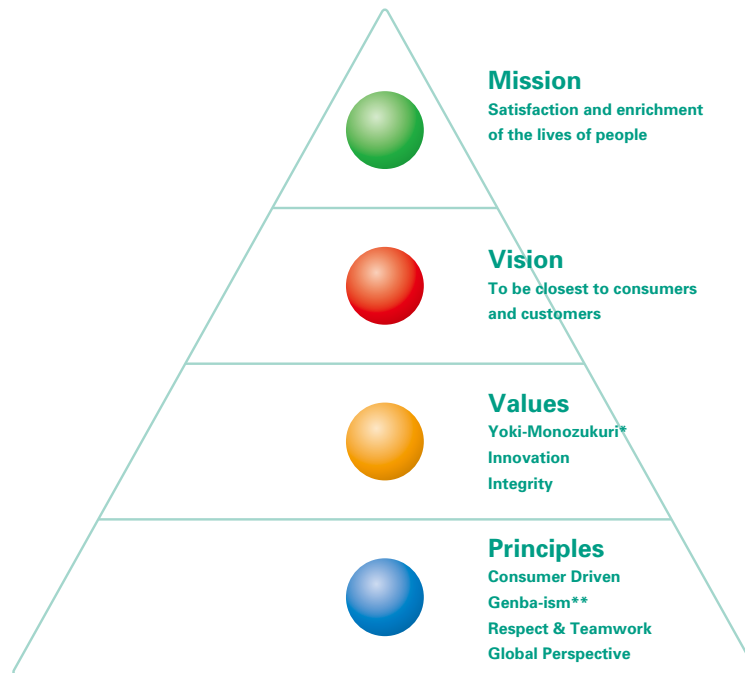 Mission
Satisfaction and enrichment
of the lives of people
Vision
To be closest to consumers
and customers
Values
Yoki-Monozukuri*
Innovation
Integrity
Principles
Consumer Driven
Genba-ism**
Respect & Teamwork
Global Perspective